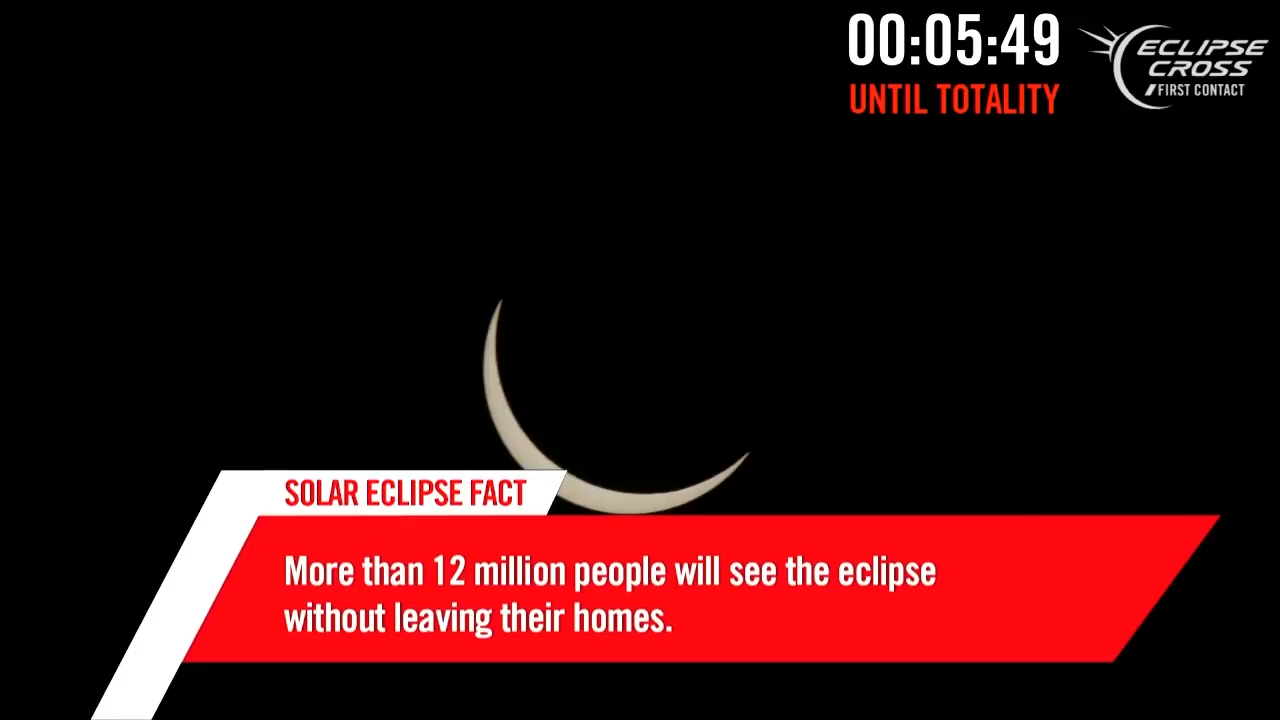 00:05:49
UNTIL TOTALITY
ECLIPSE
CROSS
FIRST CONTACT
SOLAR ECLIPSE FACT
More than 12 million people will see the eclipse
without leaving their homes.